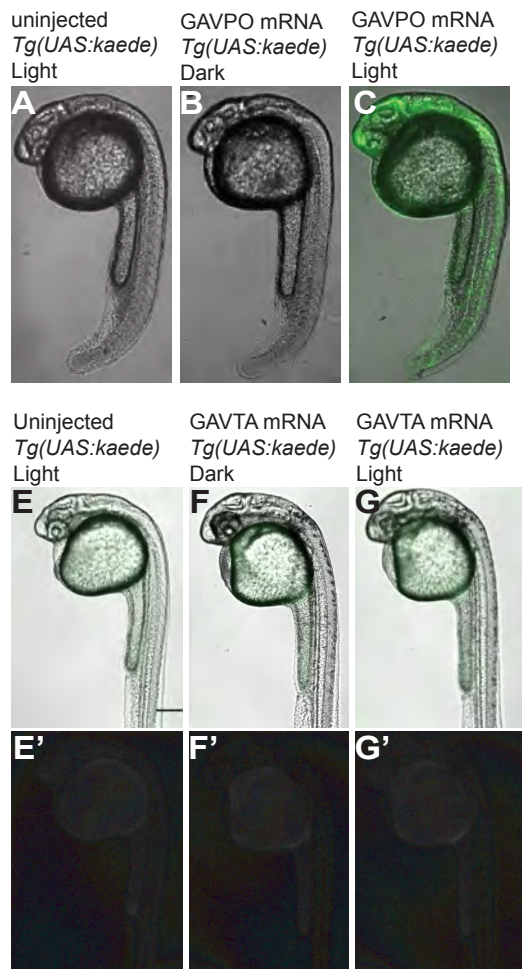 uninjected
Tg(UAS:kaede)
Light
GAVPO mRNA
Tg(UAS:kaede)
Dark
GAVPO mRNA
Tg(UAS:kaede)
Light
A
B
C
Uninjected
Tg(UAS:kaede)
Light
GAVTA mRNA
Tg(UAS:kaede)
Dark
GAVTA mRNA
Tg(UAS:kaede)
Light
E
F
G
E’
F’
G’